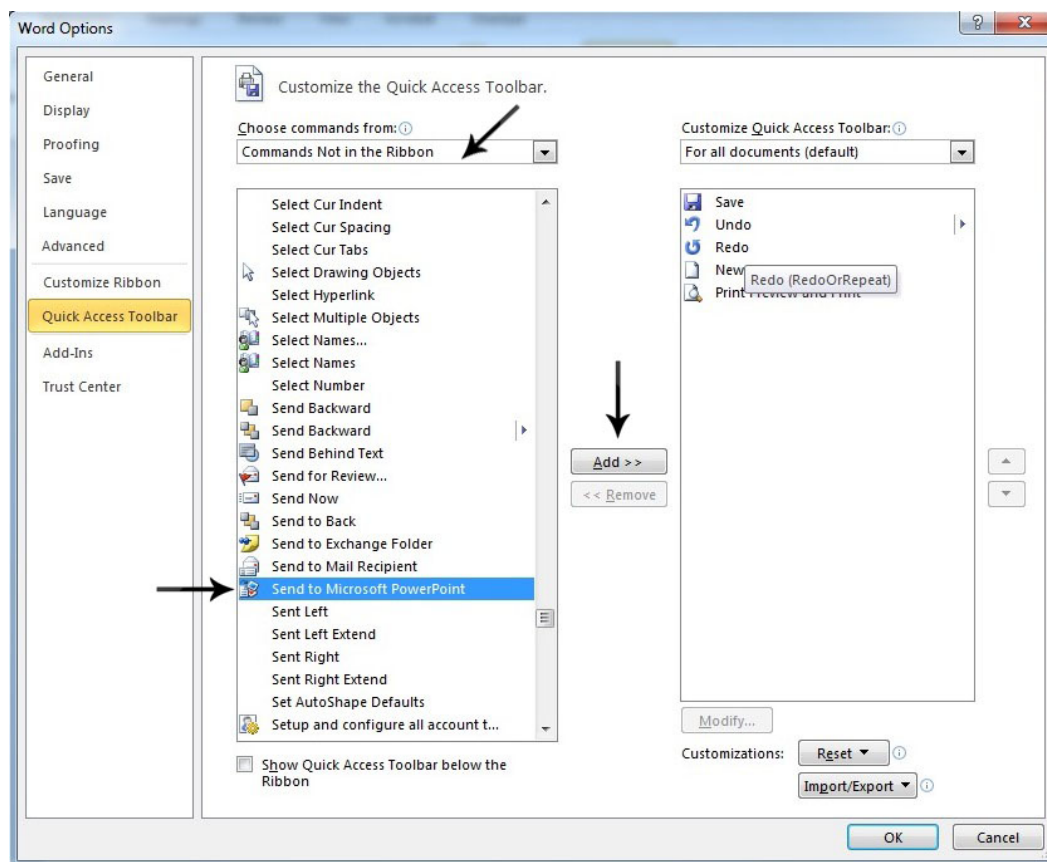 Word Options
General
Display
Proofing
Save
Language
Advanced
Customize Ribbon
Quick Access Toolbar
Add-Ins
Trust Center
Customize the Quick Access Toolbar.
Choose commands from:
Commands Not in the Ribbon
Select Cur Indent
Select Cur Spacing
Select Cur Tabs
Select Drawing Objects
Select Hyperlink
Select Multiple Objects
Select Names...
Select Names
Select Number
Send Backward
Send Backward
Send Behind Text
Send for Review...
Send Now
Send to Back
Send to Exchange Folder
Send to Mail Recipient
Send to Microsoft PowerPoint
Sent Left
Sent Left Extend
Sent Right
Sent Right Extend
Set AutoShape Defaults
Setup and configure all account t...
Show Quick Access Toolbar below the
Ribbon
Add >>
<< Remove
Customize Quick Access Toolbar:
For all documents (default)
Save
Undo
Redo
New
Redo (RedoOrRepeat)
Print Preview and Print
Modify...
Customizations:
Reset
Import/Export
OK
Cancel